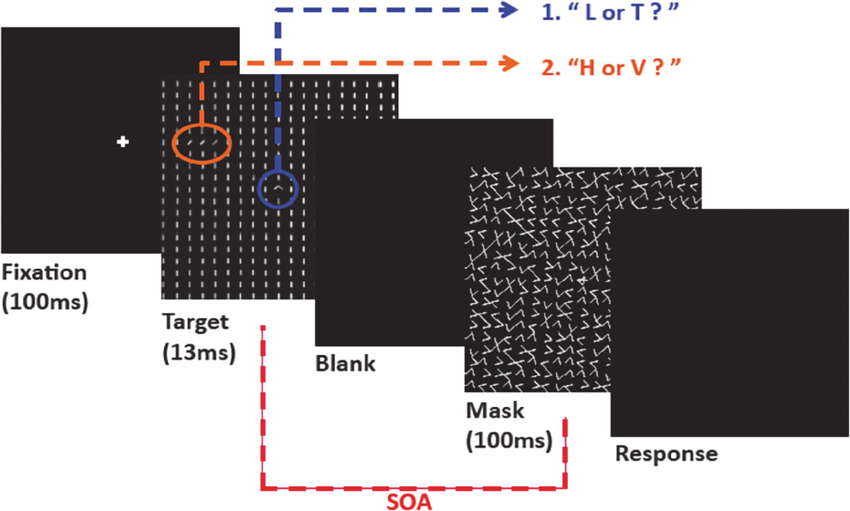 1. “ L or T ? ”
2. “H or V ? ”
Fixation
(100ms)
Target
(13ms)
Blank
Mask
(100ms)
Response
SOA